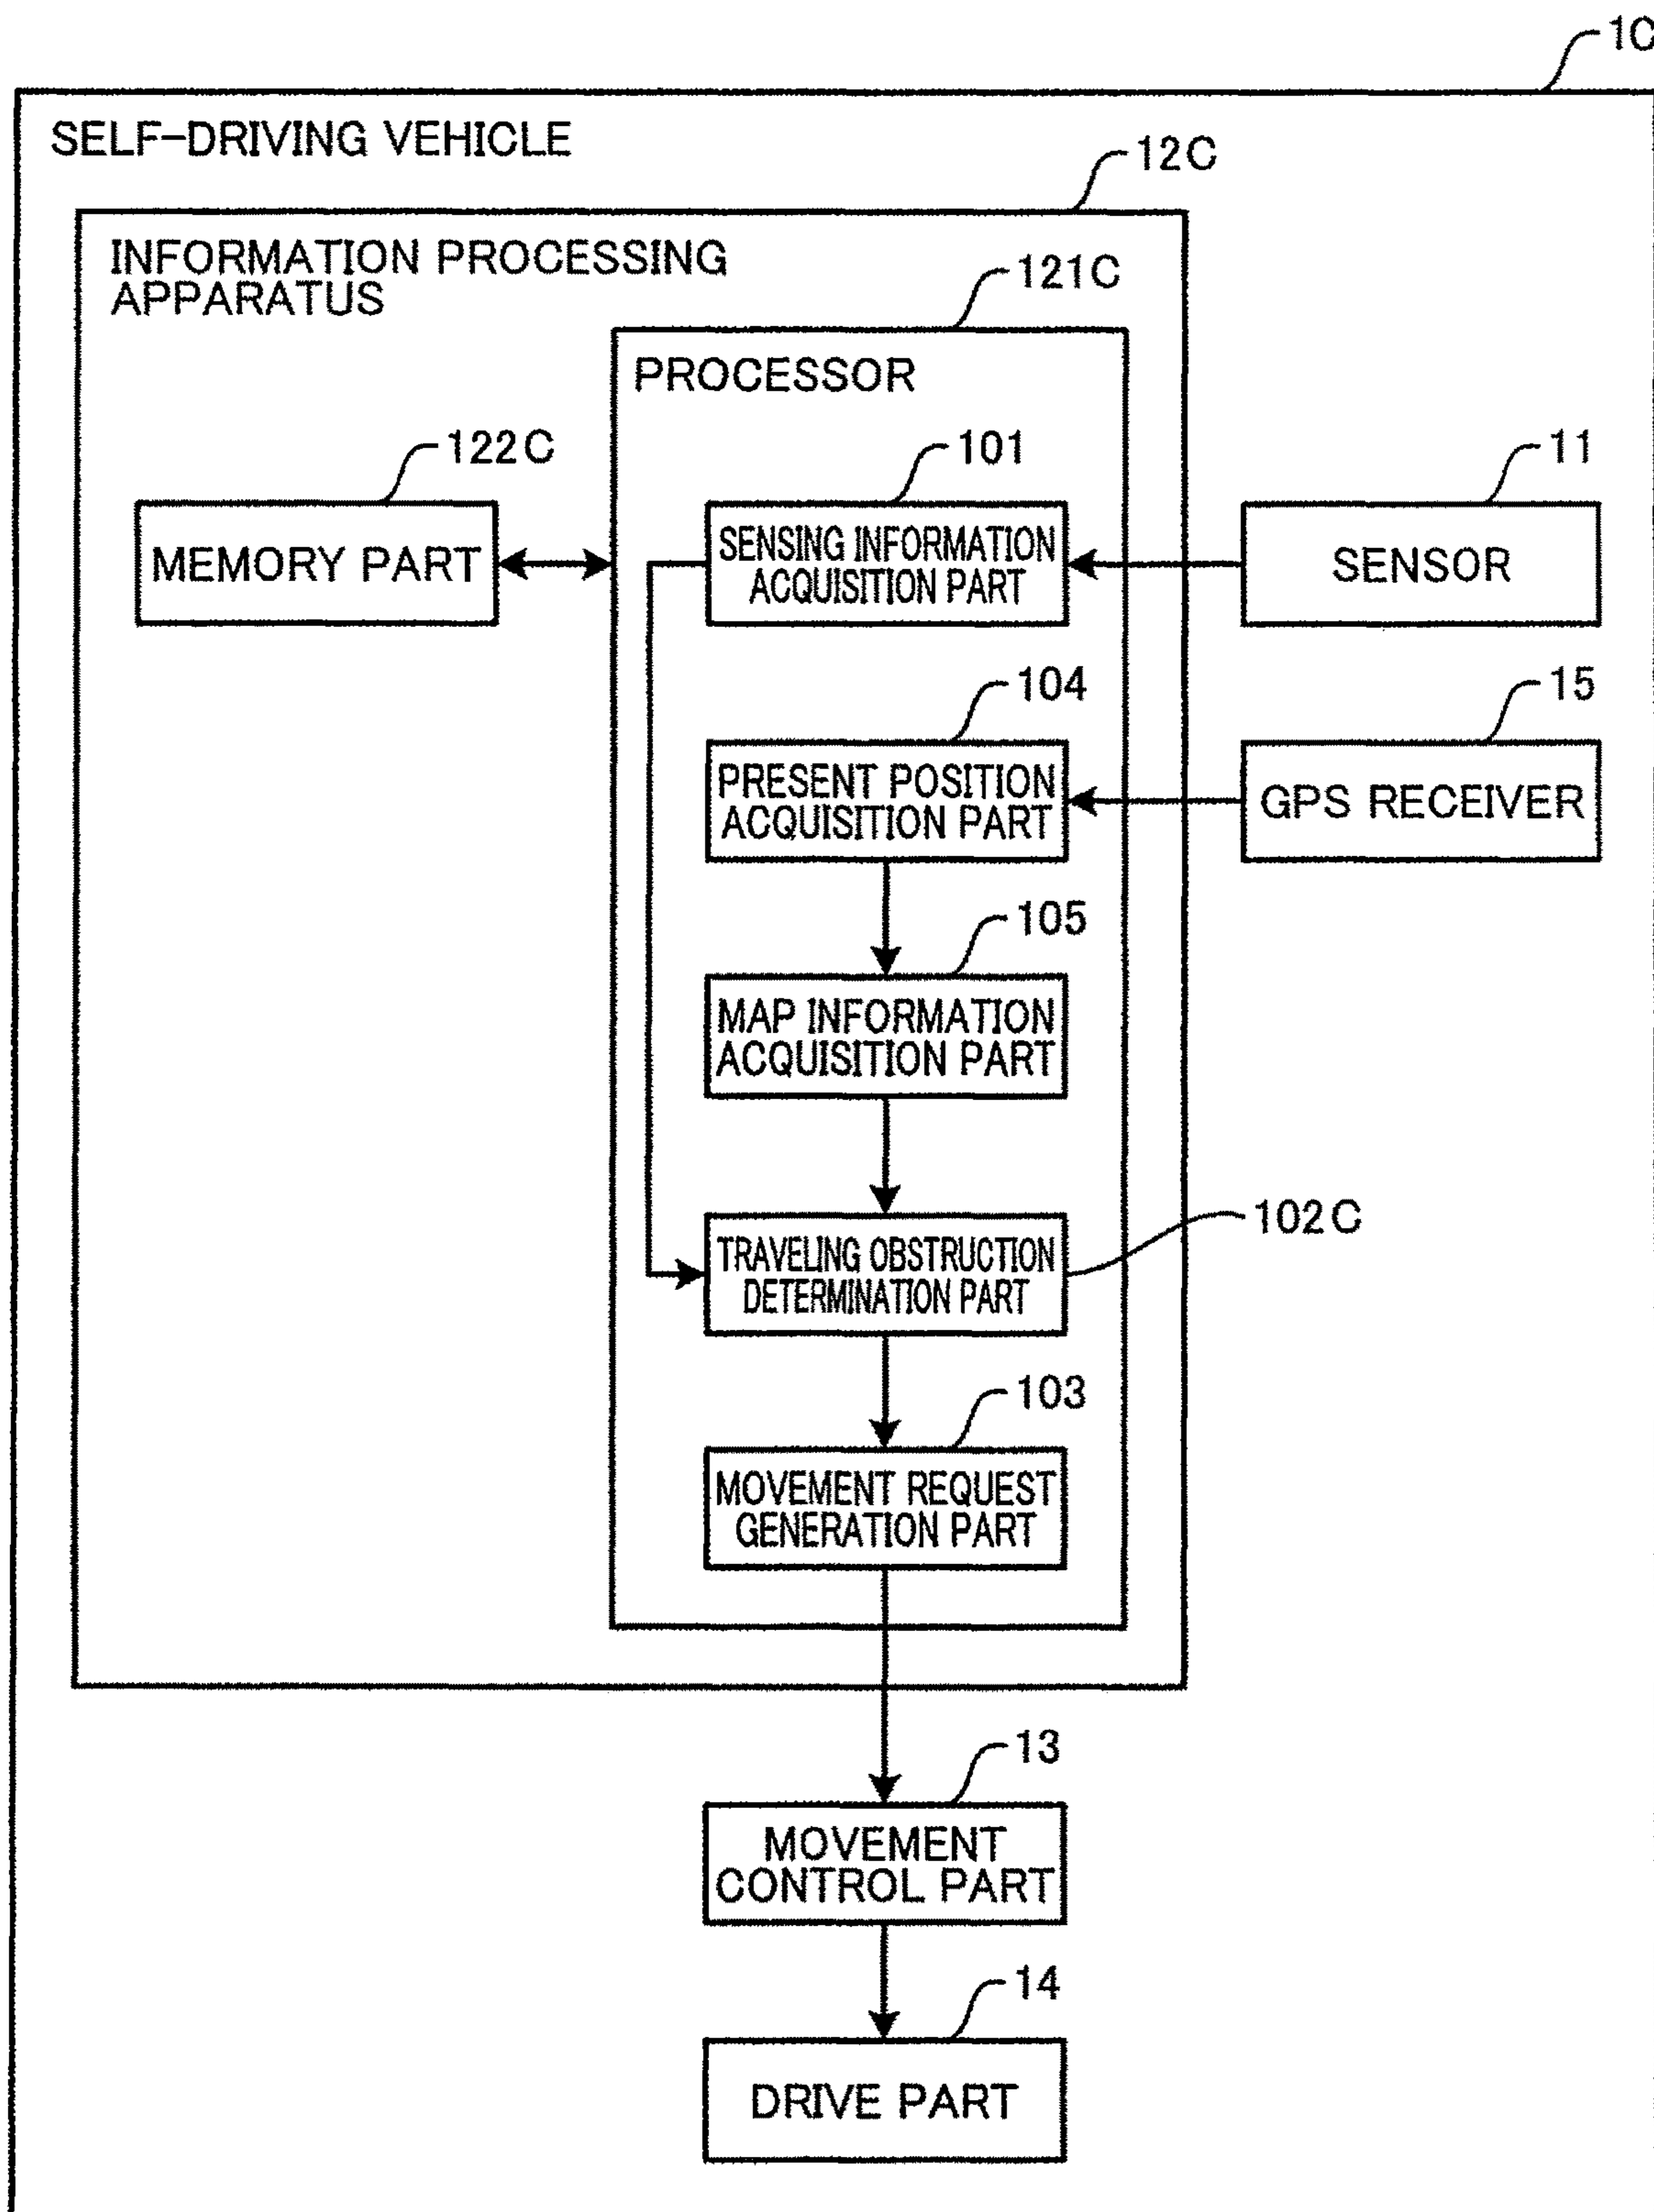 1C
SELF-DRIVING VEHICLE
12C
INFORMATION PROCESSING
APPARATUS
121C
PROCESSOR
122C
101
11
MEMORY PART
SENSING INFORMATION
ACQUISITION PART
SENSOR
104
15
PRESENT POSITION
ACQUISITION PART
GPS RECEIVER
105
MAP INFORMATION
ACQUISITION PART
102C
TRAVELING OBSTRUCTION
DETERMINATION PART
103
MOVEMENT REQUEST
GENERATION PART
13
MOVEMENT
CONTROL PART
14
DRIVE PART